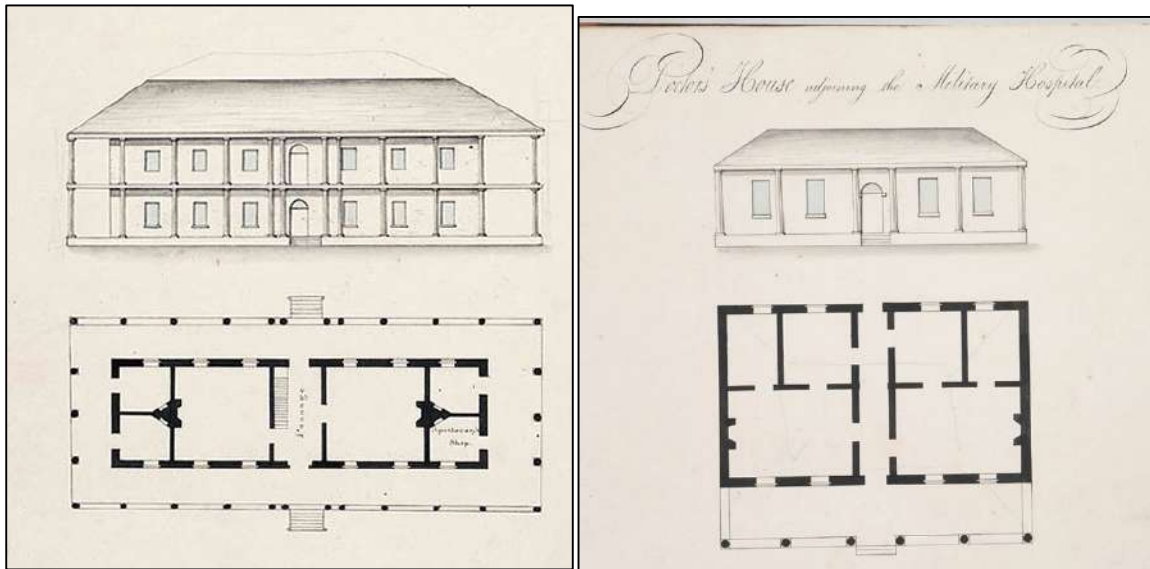 Passage
Apothecary's
Shop.
Doctors' House adjoining the Military Hospital